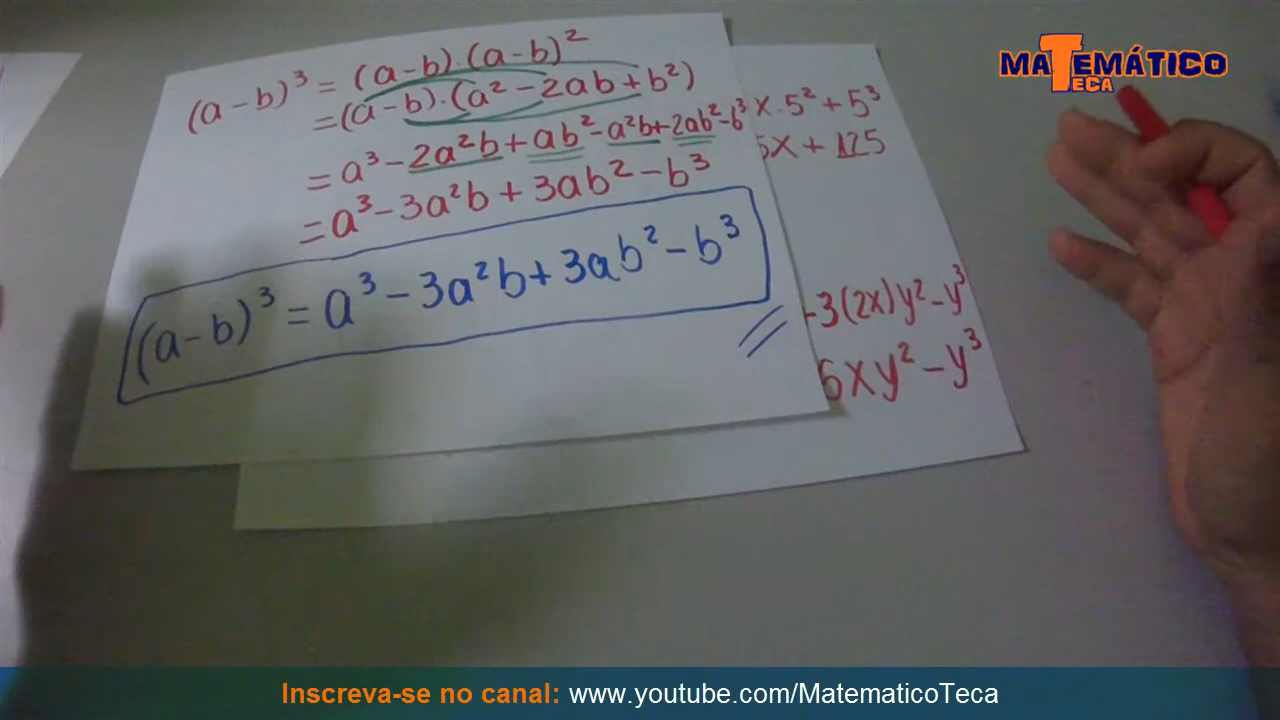 MATEMÁTICO
TECA
(a-b)³ = (a-b).(a-b)²
=(a-b).(a²-2ab+b²)
= a³-2a²b+ab²-a²b+2ab²-b³
= a³-3a²b+3ab²-b³
(a-b)³ = a³-3a²b+3ab²-b³
x.5²+5³
5x+125
-3(2x)y²-y³
6xy²-y³
Inscreva-se no canal: www.youtube.com/MatematicoTeca